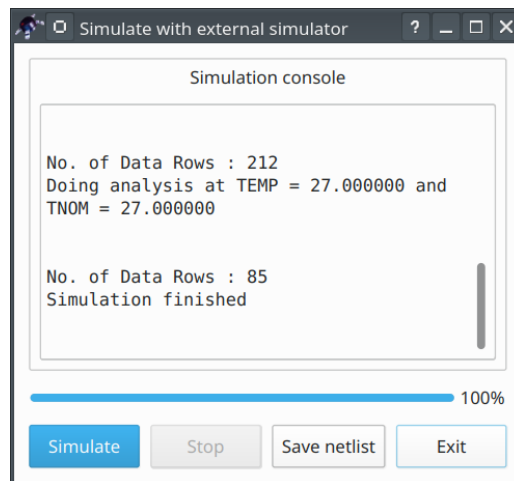 Simulate with external simulator
Simulation console
No. of Data Rows : 212
Doing analysis at TEMP = 27.000000 and
TNOM = 27.000000
No. of Data Rows : 85
Simulation finished
100%
Simulate Stop Save netlist Exit